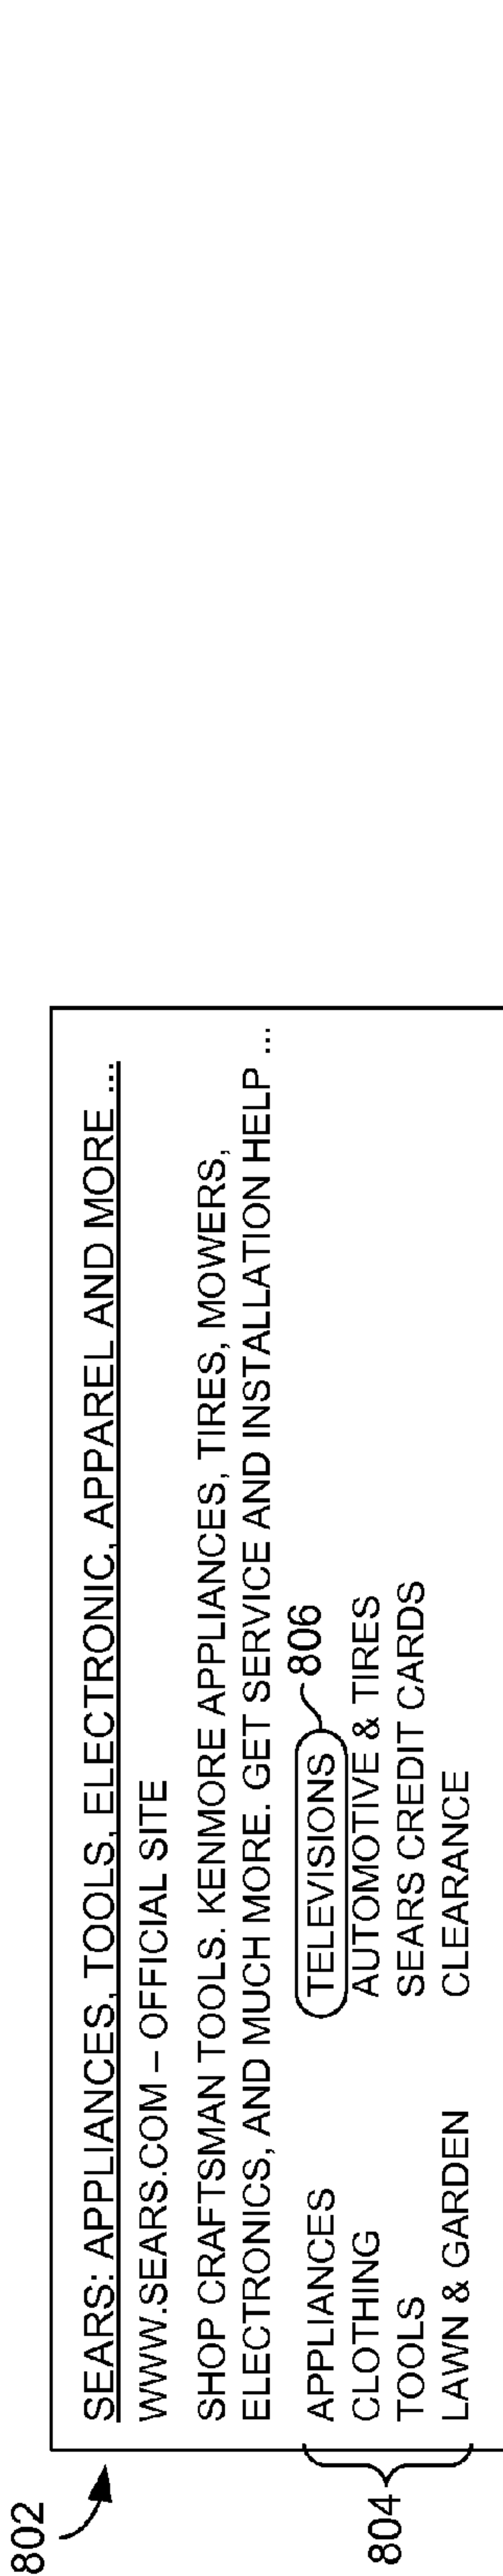 802
SEARS: APPLIANCES, TOOLS, ELECTRONIC, APPAREL AND MORE ...
WWW.SEARS.COM – OFFICIAL SITE
SHOP CRAFTSMAN TOOLS. KENMORE APPLIANCES, TIRES, MOWERS,
ELECTRONICS, AND MUCH MORE. GET SERVICE AND INSTALLATION HELP ...
804
APPLIANCES TELEVISIONS 806
CLOTHING AUTOMOTIVE & TIRES
TOOLS SEARS CREDIT CARDS
LAWN & GARDEN CLEARANCE